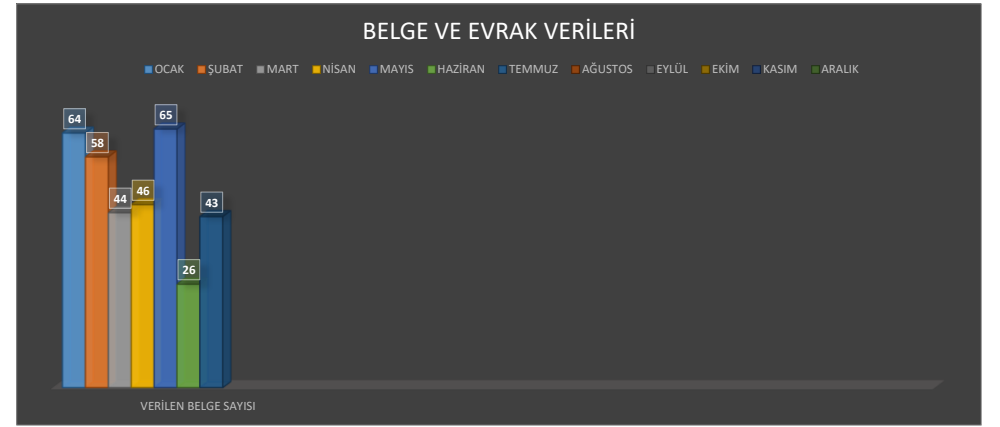 BELGE VE EVRAK VERİLERİ
OCAK ŞUBAT MART NİSAN MAYIS HAZİRAN TEMMUZ AĞUSTOS EYLÜL EKİM KASIM ARALIK
64 58 44 46 65 26 43
VERİLEN BELGE SAYISI